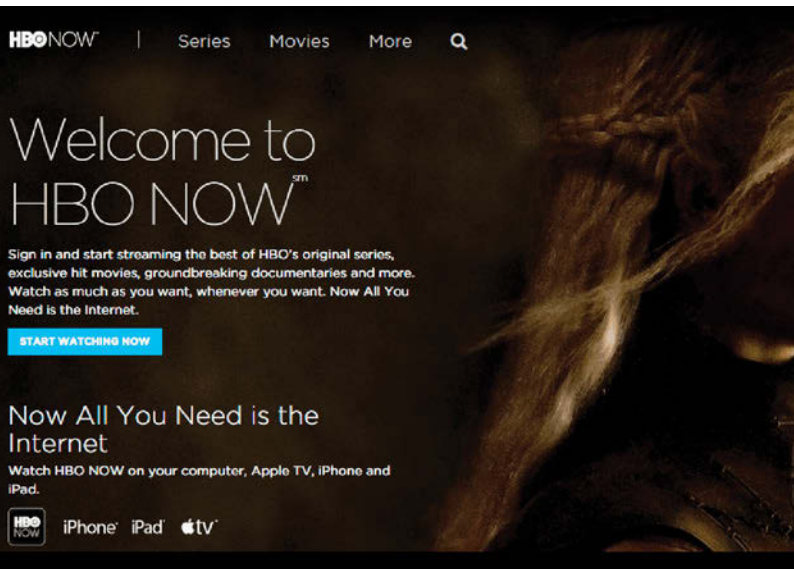 HBO NOW℠ | Series Movies More
Welcome to
HBO NOW℠
Sign in and start streaming the best of HBO's original series,
exclusive hit movies, groundbreaking documentaries and more.
Watch as much as you want, whenever you want. Now All You
Need is the Internet.
START WATCHING NOW
Now All You Need is the
Internet
Watch HBO NOW on your computer, Apple TV, iPhone and
iPad.
HBO NOW iPhone iPad tv